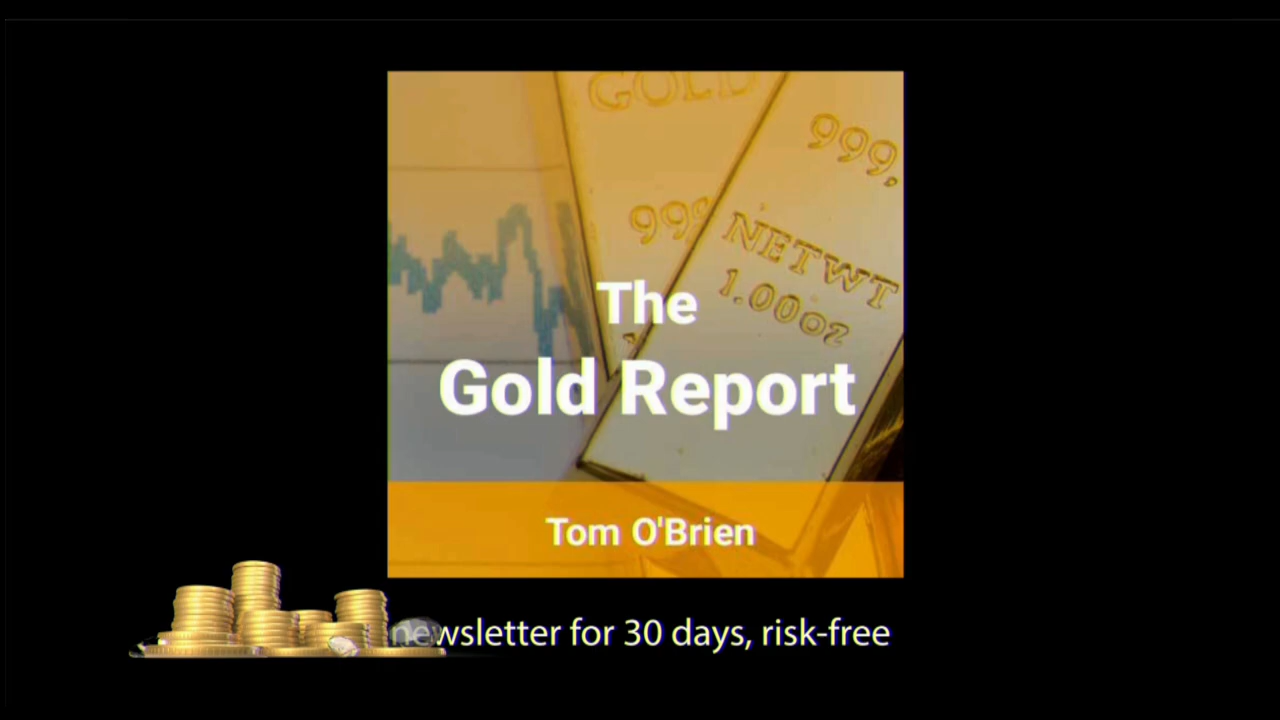 GOLD
999,
999
NETWT
1.00OZ
The
Gold Report
Tom O'Brien
newsletter for 30 days, risk-free